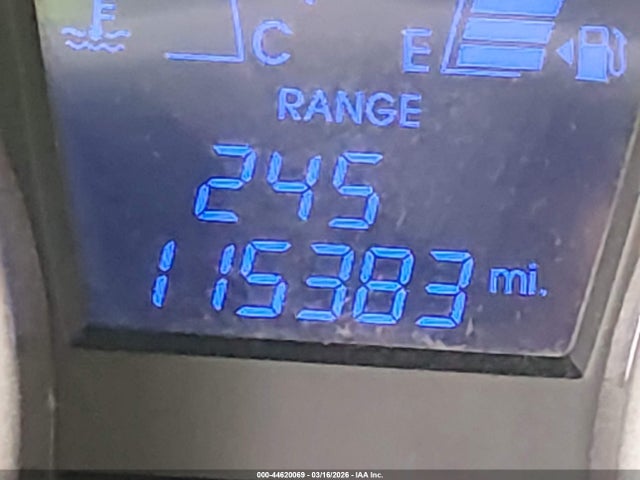 F
C
E
RANGE
245
115383 mi.
000-44620069 - 03/16/2026 - IAA Inc.